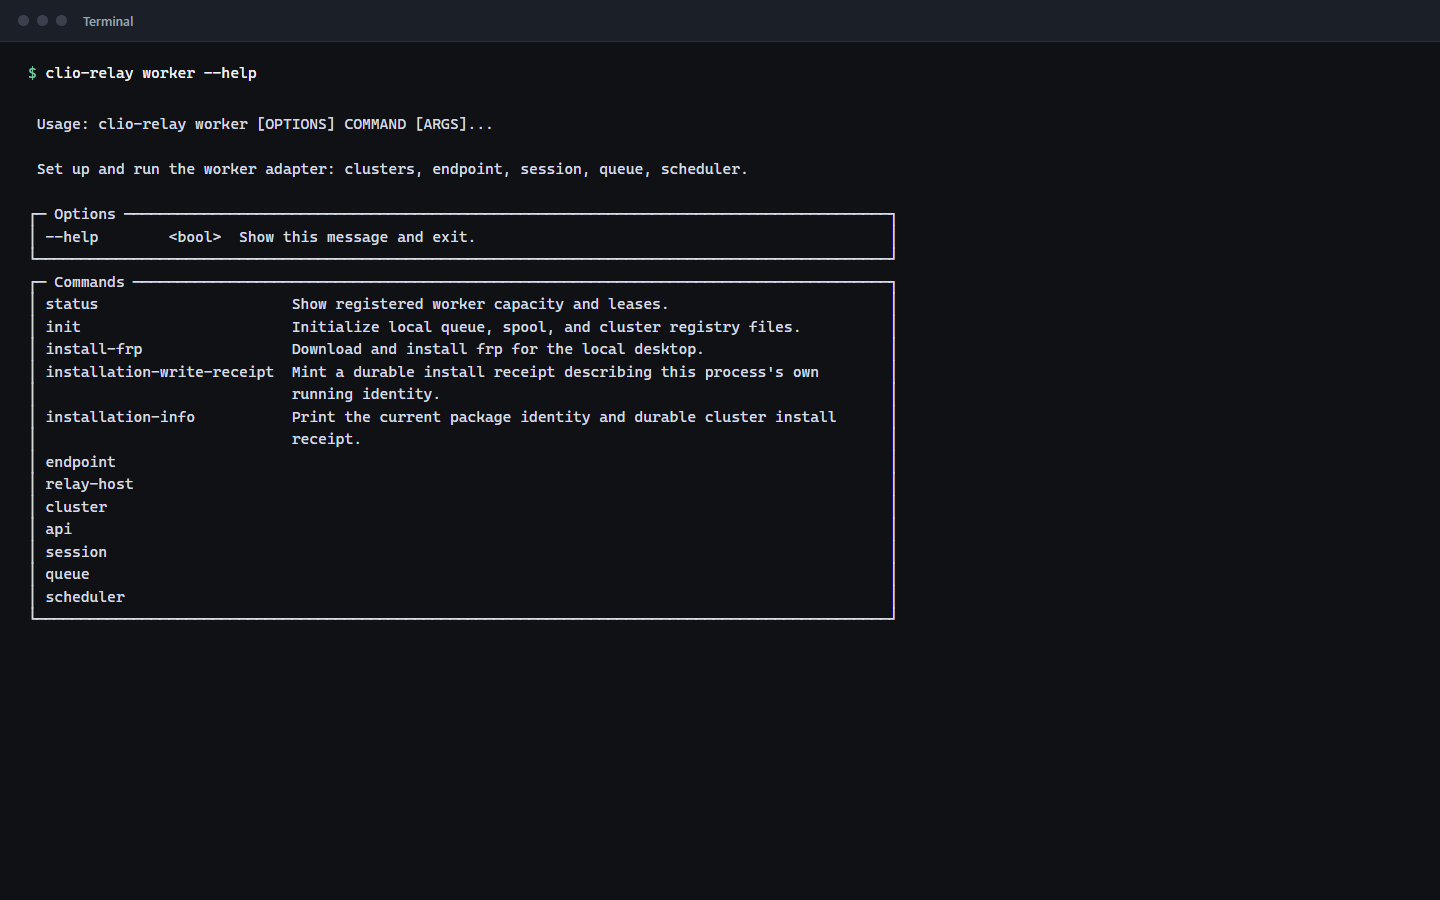 Terminal
$ clio-relay worker --help
Usage: clio-relay worker [OPTIONS] COMMAND [ARGS]...
Set up and run the worker adapter: clusters, endpoint, session, queue, scheduler.
Options
--help <bool> Show this message and exit.
Commands
status Show registered worker capacity and leases.
init Initialize local queue, spool, and cluster registry files.
install-frp Download and install frp for the local desktop.
installation-write-receipt Mint a durable install receipt describing this process's own
running identity.
installation-info Print the current package identity and durable cluster install
receipt.
endpoint
relay-host
cluster
api
session
queue
scheduler